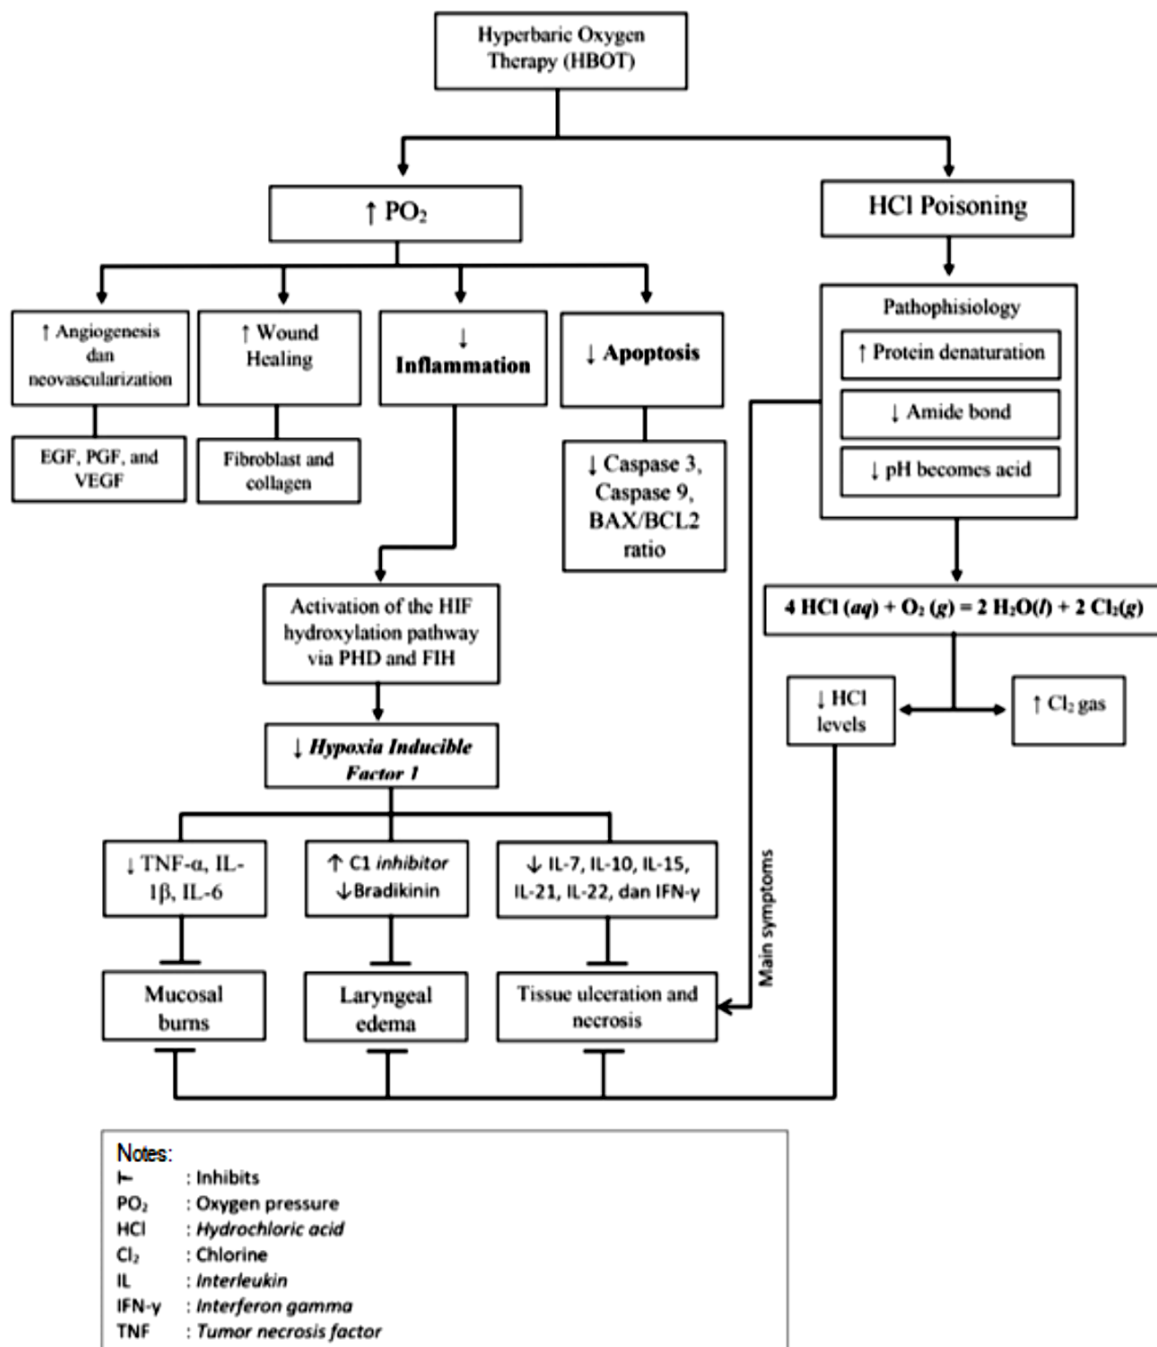 Hyperbaric Oxygen
Therapy (HBOT)
↑ PO₂
HCl Poisoning
↑ Angiogenesis
dan
neovascularization
↑ Wound
Healing
↓
Inflammation
↓ Apoptosis
EGF, PGF, and
VEGF
Fibroblast and
collagen
↓ Caspase 3,
Caspase 9,
BAX/BCL2
ratio
Pathophisiology
↑ Protein denaturation
↓ Amide bond
↓ pH becomes acid
Activation of the HIF
hydroxylation pathway
via PHD and FIH
4 HCl (aq) + O₂ (g) = 2 H₂O(l) + 2 Cl₂(g)
↓ HCl
levels
↑ Cl₂ gas
↓ Hypoxia Inducible
Factor 1
↓ TNF-α, IL-
1β, IL-6
↑ C1 inhibitor
↓Bradikinin
↓ IL-7, IL-10, IL-15,
IL-21, IL-22, dan IFN-γ
Main symptoms
Mucosal
burns
Laryngeal
edema
Tissue ulceration and
necrosis
Notes:
⊢ : Inhibits
PO₂ : Oxygen pressure
HCl : Hydrochloric acid
Cl₂ : Chlorine
IL : Interleukin
IFN-γ : Interferon gamma
TNF : Tumor necrosis factor